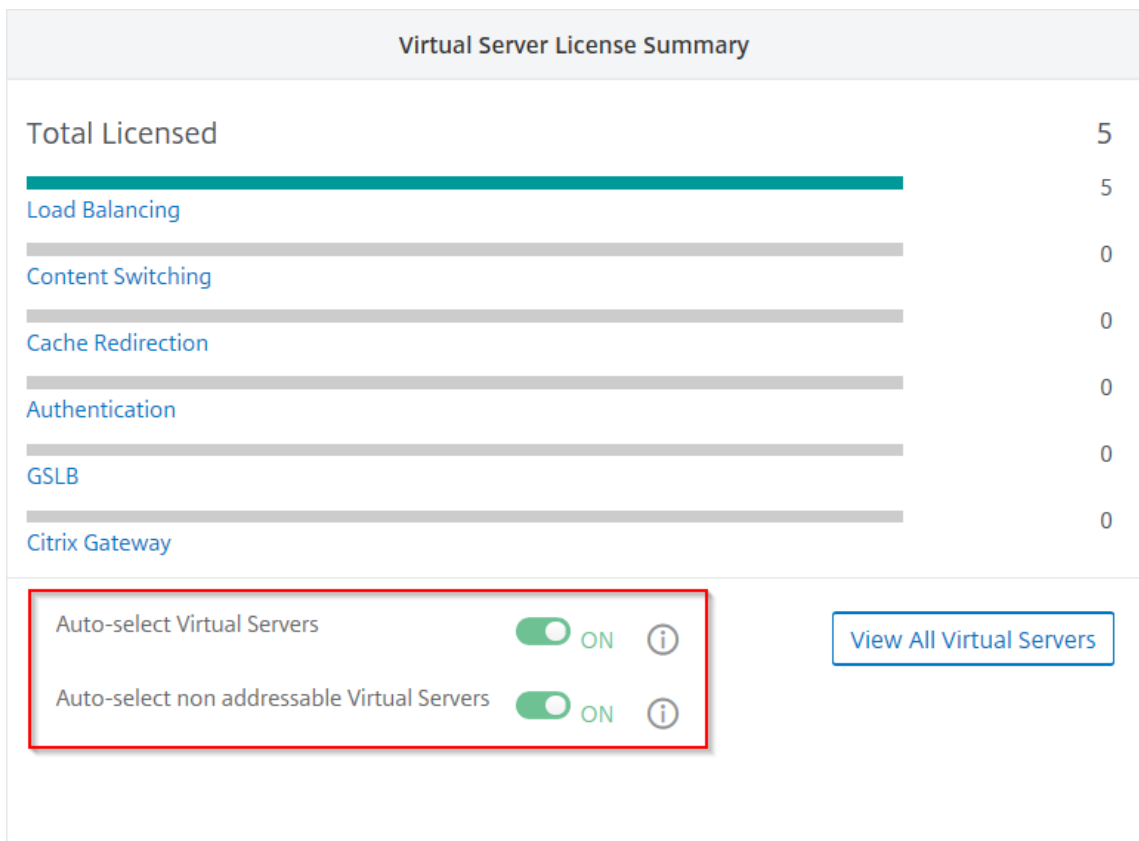 Virtual Server License Summary
Total Licensed 5
5
Load Balancing
0
Content Switching
0
Cache Redirection
0
Authentication
0
GSLB
0
Citrix Gateway
Auto-select Virtual Servers ON
View All Virtual Servers
Auto-select non addressable Virtual Servers ON